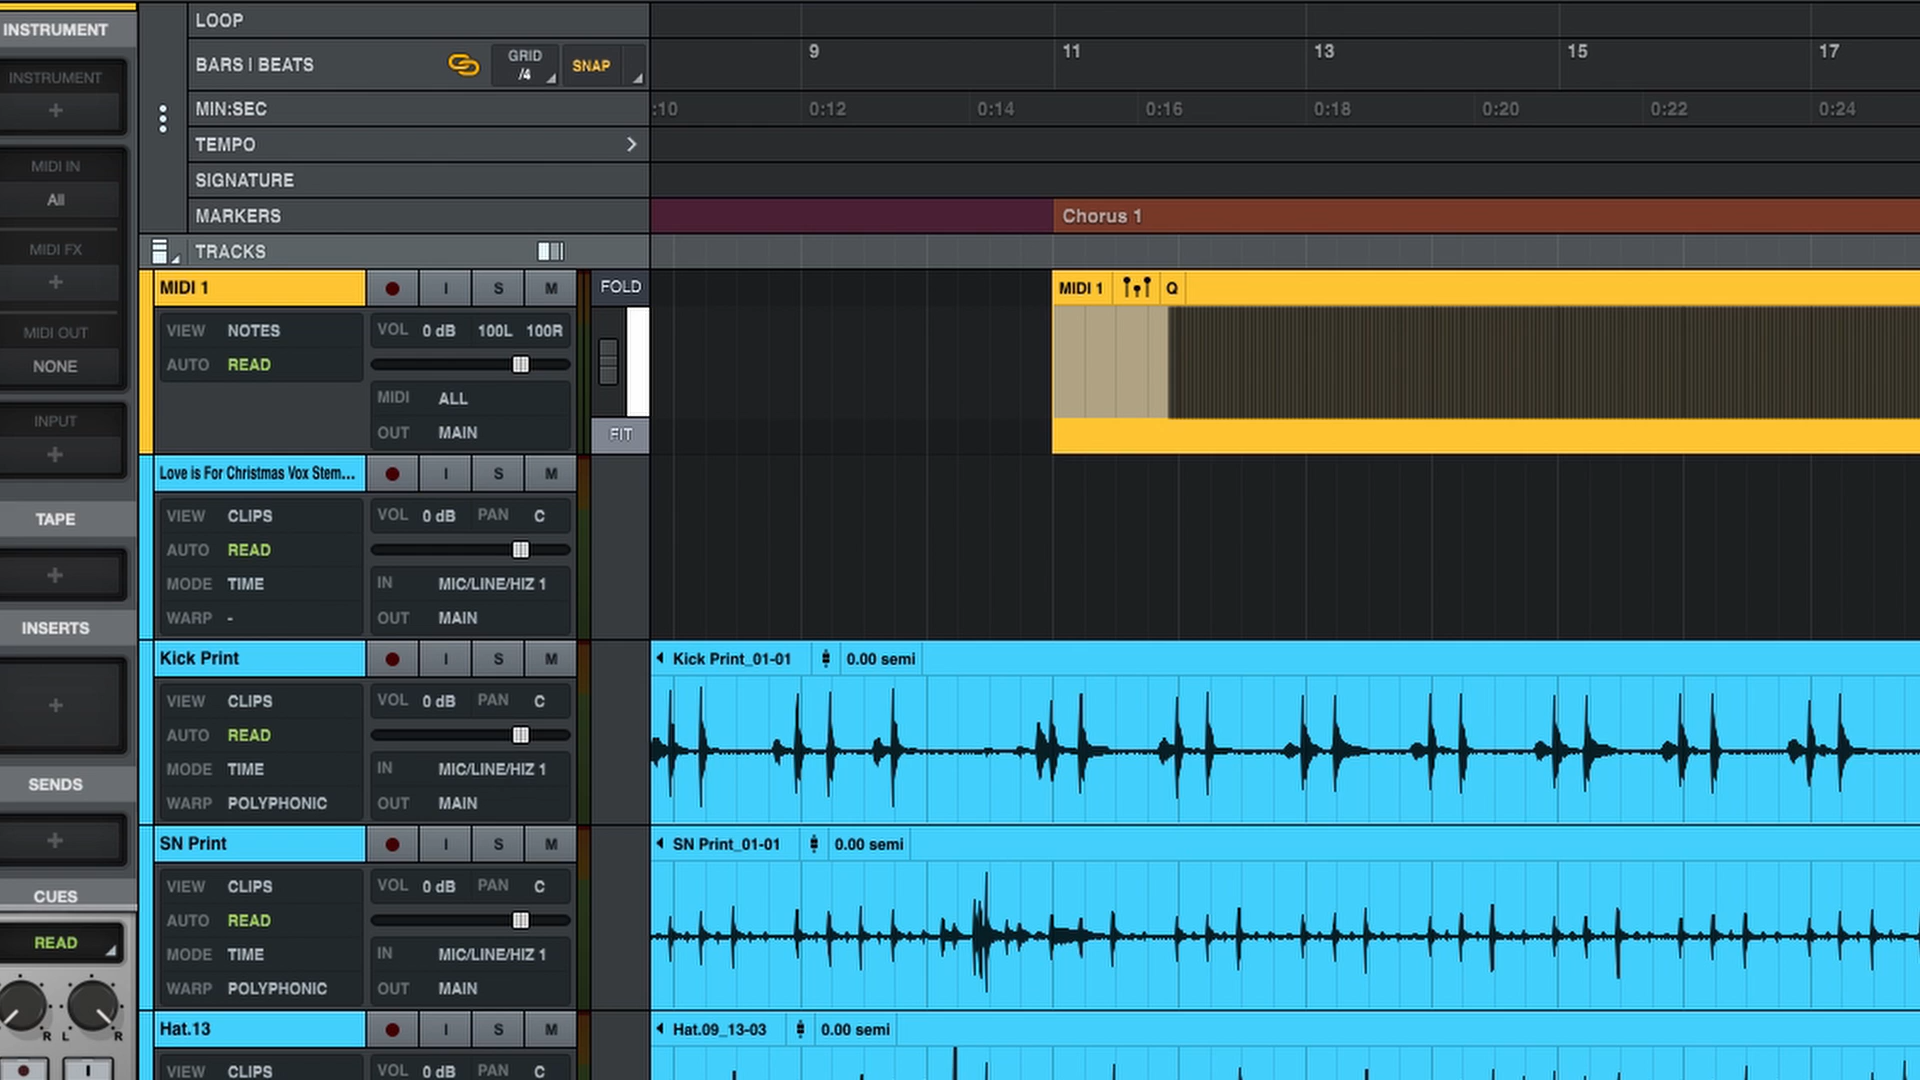 INSTRUMENT
INSTRUMENT
+
MIDI IN
All
MIDI FX
+
MIDI OUT
NONE
INPUT
+
TAPE
+
INSERTS
+
SENDS
+
CUES
READ
R L R
I
LOOP
BARS I BEATS GRID /4 SNAP 9 11 13 15 17
MIN:SEC :10 0:12 0:14 0:16 0:18 0:20 0:22 0:24
TEMPO
SIGNATURE
MARKERS Chorus 1
TRACKS
MIDI 1 I S M FOLD MIDI 1 Q
VIEW NOTES VOL 0 dB 100L 100R
AUTO READ
MIDI ALL
OUT MAIN FIT
Love is For Christmas Vox Stem... I S M
VIEW CLIPS VOL 0 dB PAN C
AUTO READ
MODE TIME IN MIC/LINE/HIZ 1
WARP - OUT MAIN
Kick Print I S M Kick Print_01-01 0.00 semi
VIEW CLIPS VOL 0 dB PAN C
AUTO READ
MODE TIME IN MIC/LINE/HIZ 1
WARP POLYPHONIC OUT MAIN
SN Print I S M SN Print_01-01 0.00 semi
VIEW CLIPS VOL 0 dB PAN C
AUTO READ
MODE TIME IN MIC/LINE/HIZ 1
WARP POLYPHONIC OUT MAIN
Hat.13 I S M Hat.09_13-03 0.00 semi
VIEW CLIPS VOL 0 dB PAN C